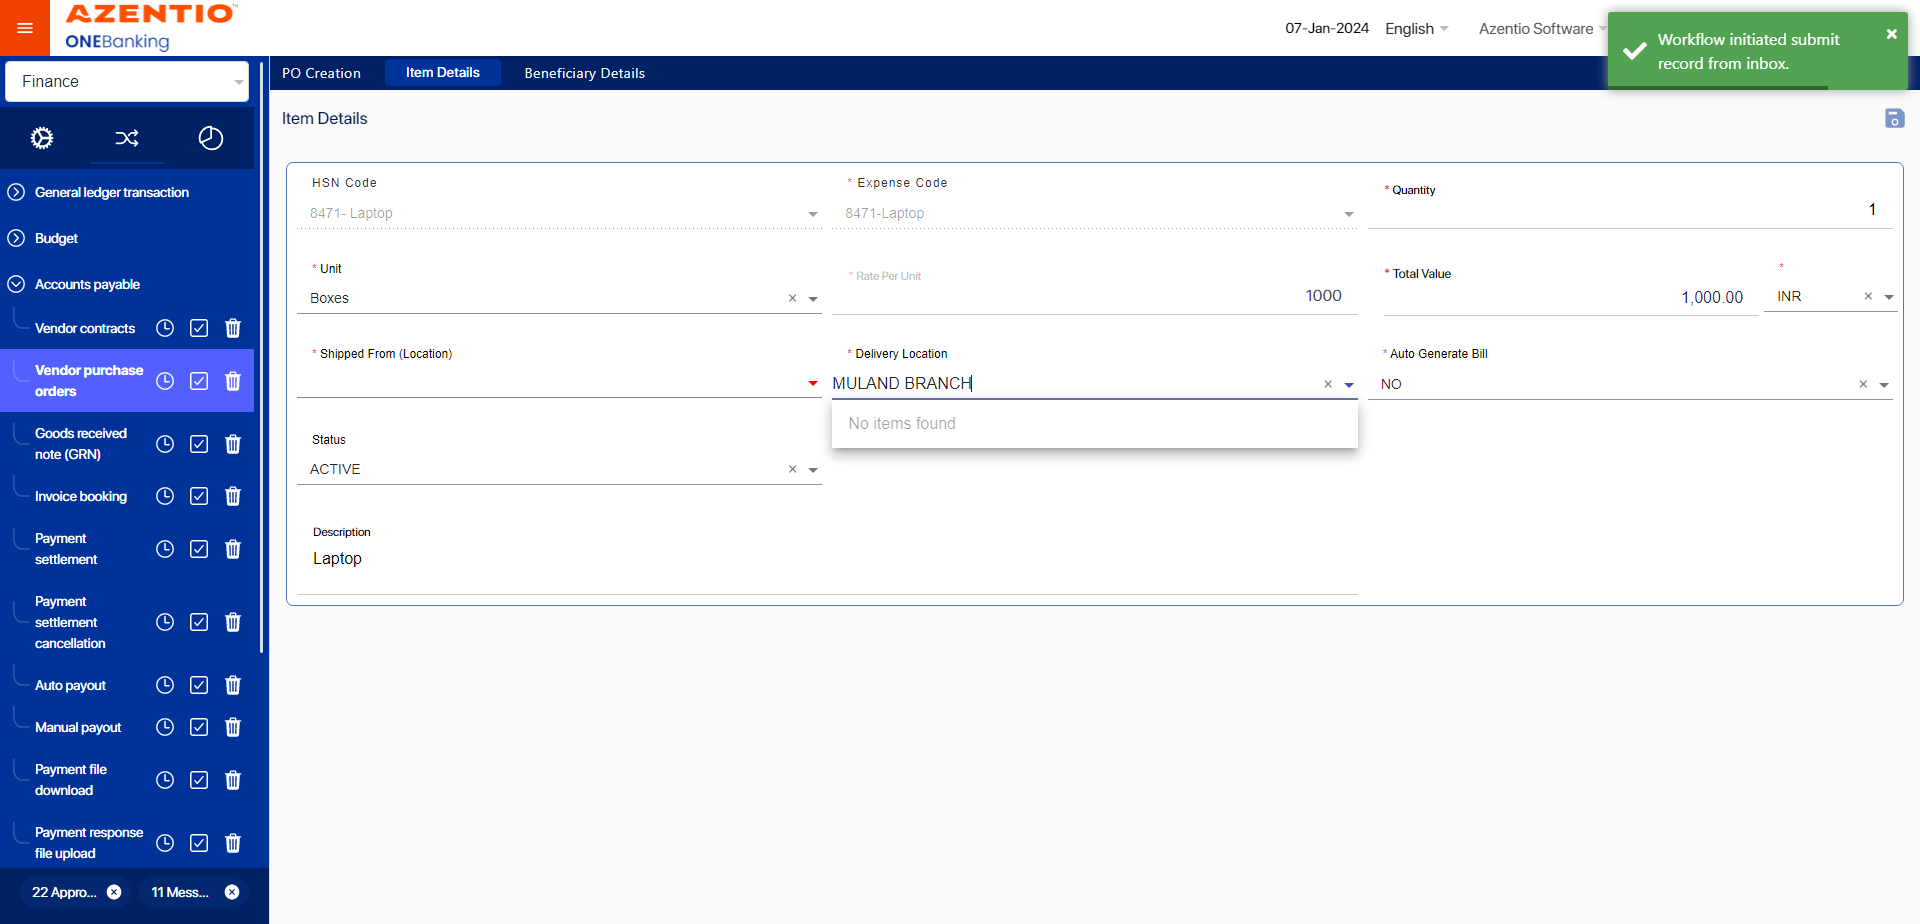 AZENTIO
ONEBanking
07-Jan-2024
English
Azentio Software
Workflow initiated submit
record from inbox.
Finance
PO Creation
Item Details
Beneficiary Details
Item Details
General ledger transaction
Budget
Accounts payable
Vendor contracts
Vendor purchase
orders
Goods received
note (GRN)
Invoice booking
Payment
settlement
Payment
settlement
cancellation
Auto payout
Manual payout
Payment file
download
Payment response
file upload
22 Appro...
11 Mess...
HSN Code
8471- Laptop
* Expense Code
8471-Laptop
* Quantity
1
* Unit
Boxes
* Rate Per Unit
1000
* Total Value
1,000.00
*
INR
* Shipped From (Location)
* Delivery Location
MULAND BRANCH
No items found
* Auto Generate Bill
NO
Status
ACTIVE
Description
Laptop